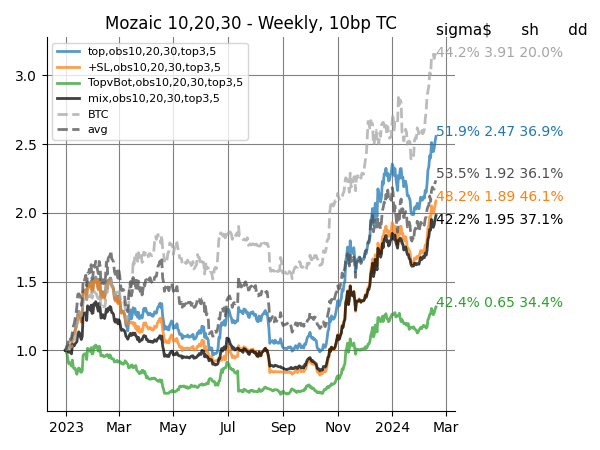 Mozaic 10,20,30 - Weekly, 10bp TC
sigma$ sh dd
top,obs10,20,30,top3,5
+SL,obs10,20,30,top3,5
TopvBot,obs10,20,30,top3,5
mix,obs10,20,30,top3,5
BTC
avg
44.2% 3.91 20.0%
51.9% 2.47 36.9%
53.5% 1.92 36.1%
48.2% 1.89 46.1%
42.2% 1.95 37.1%
42.4% 0.65 34.4%
3.0
2.5
2.0
1.5
1.0
2023 Mar May Jul Sep Nov 2024 Mar